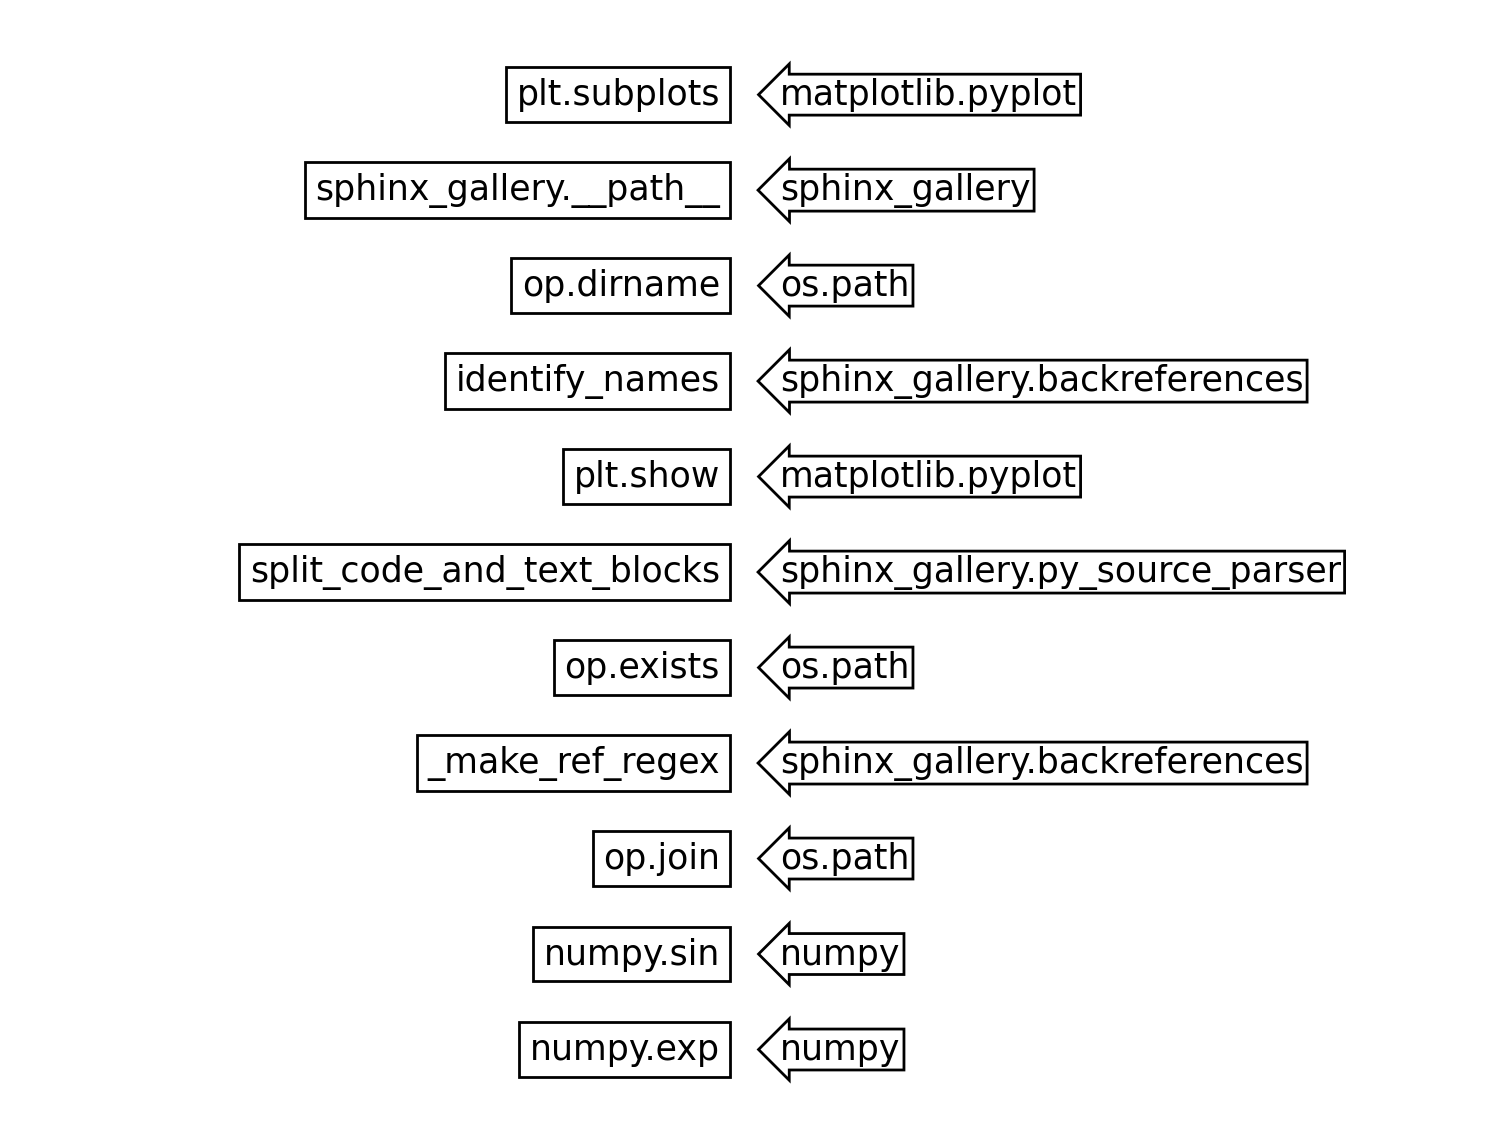 plt.subplots matplotlib.pyplot
sphinx_gallery.__path__ sphinx_gallery
op.dirname os.path
identify_names sphinx_gallery.backreferences
plt.show matplotlib.pyplot
split_code_and_text_blocks sphinx_gallery.py_source_parser
op.exists os.path
_make_ref_regex sphinx_gallery.backreferences
op.join os.path
numpy.sin numpy
numpy.exp numpy